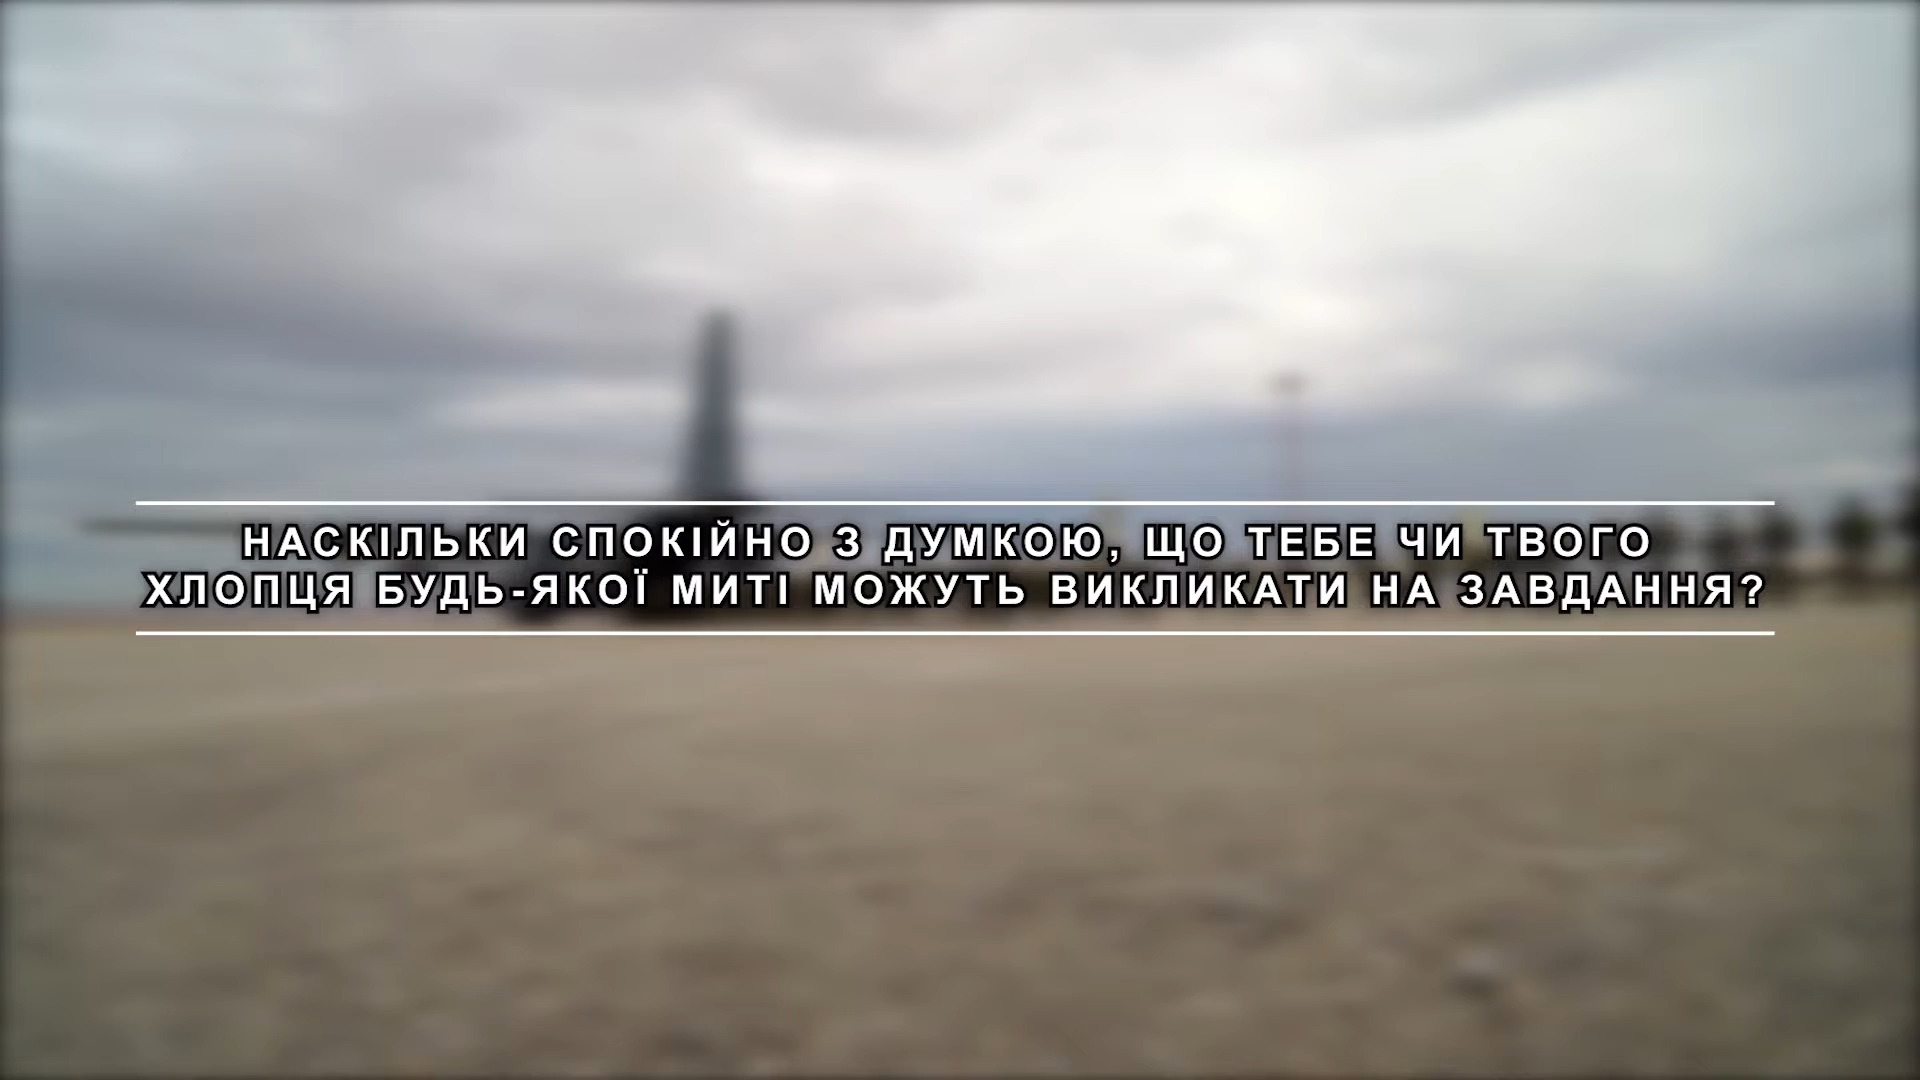 НАСКІЛЬКИ СПОКІЙНО З ДУМКОЮ, ЩО ТЕБЕ ЧИ ТВОГО
ХЛОПЦЯ БУДЬ-ЯКОЇ МИТІ МОЖУТЬ ВИКЛИКАТИ НА ЗАВДАННЯ?